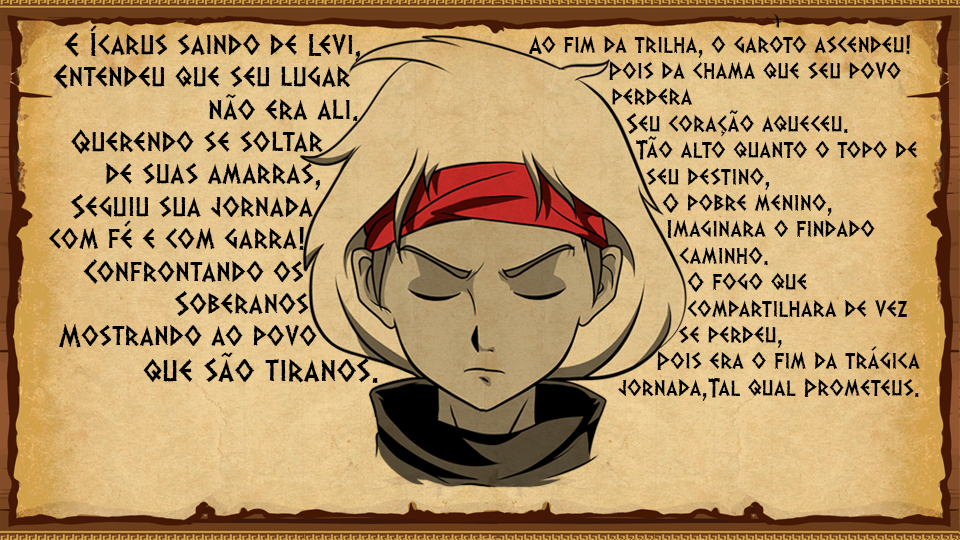 E Ícarus saindo de Levi,
Entendeu que seu lugar
não era ali.
Querendo se soltar
de suas amarras,
Seguiu sua jornada
com fé e com garra!
Confrontando os
Soberanos
Mostrando ao povo
que são tiranos.
Ao fim da trilha, o garoto ascendeu!
Pois da chama que seu povo
perdera
Seu coração aqueceu.
Tão alto quanto o topo de
seu destino,
O pobre menino,
Imaginara o findado
caminho.
O fogo que
compartilhara de vez
se perdeu,
Pois era o fim da trágica
jornada,Tal qual Prometeus.